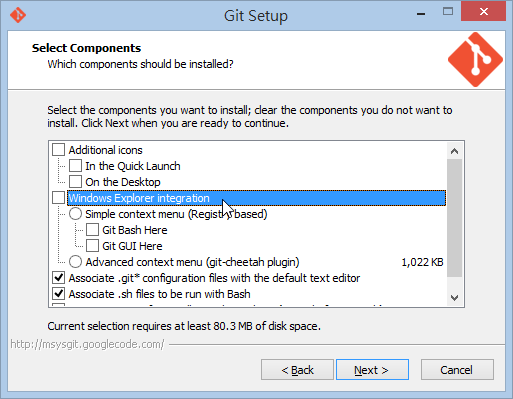 Git Setup
Select Components
Which components should be installed?
Select the components you want to install; clear the components you do not want to
install. Click Next when you are ready to continue.
Additional icons
In the Quick Launch
On the Desktop
Windows Explorer integration
Simple context menu (Registry based)
Git Bash Here
Git GUI Here
Advanced context menu (git-cheetah plugin) 1,022 KB
Associate .git* configuration files with the default text editor
Associate .sh files to be run with Bash
Current selection requires at least 80.3 MB of disk space.
http://msysgit.googlecode.com/
< Back
Next >
Cancel